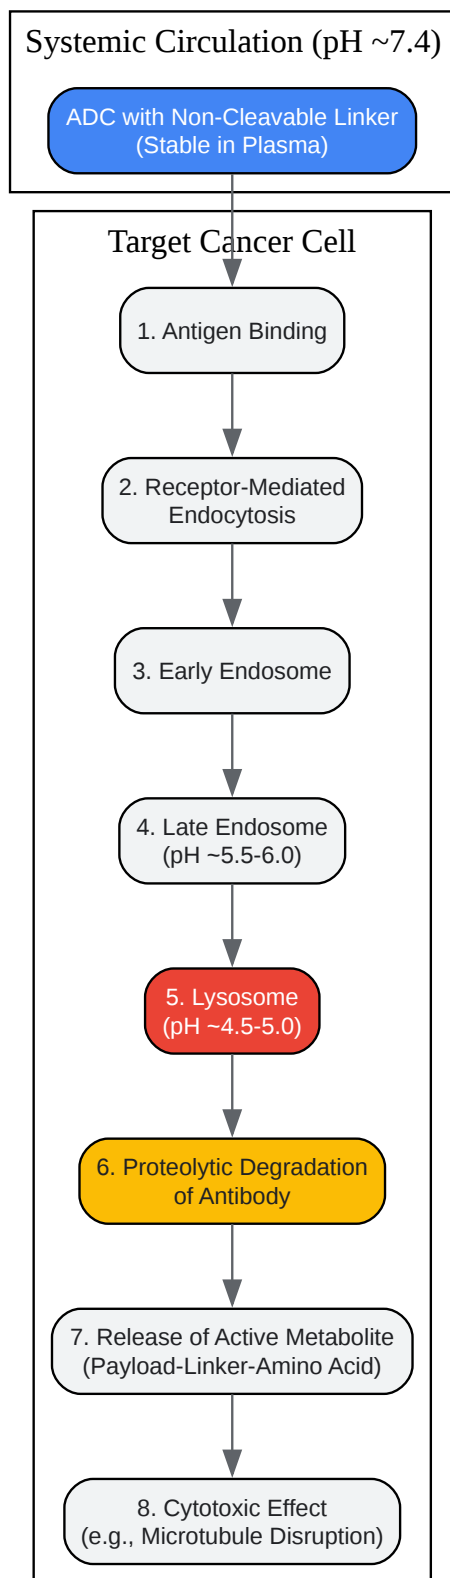 Systemic Circulation (pH ~7.4)
ADC with Non-Cleavable Linker
(Stable in Plasma)
Target Cancer Cell
1. Antigen Binding
2. Receptor-Mediated
Endocytosis
3. Early Endosome
4. Late Endosome
(pH ~5.5-6.0)
5. Lysosome
(pH ~4.5-5.0)
6. Proteolytic Degradation
of Antibody
7. Release of Active Metabolite
(Payload-Linker-Amino Acid)
8. Cytotoxic Effect
(e.g., Microtubule Disruption)